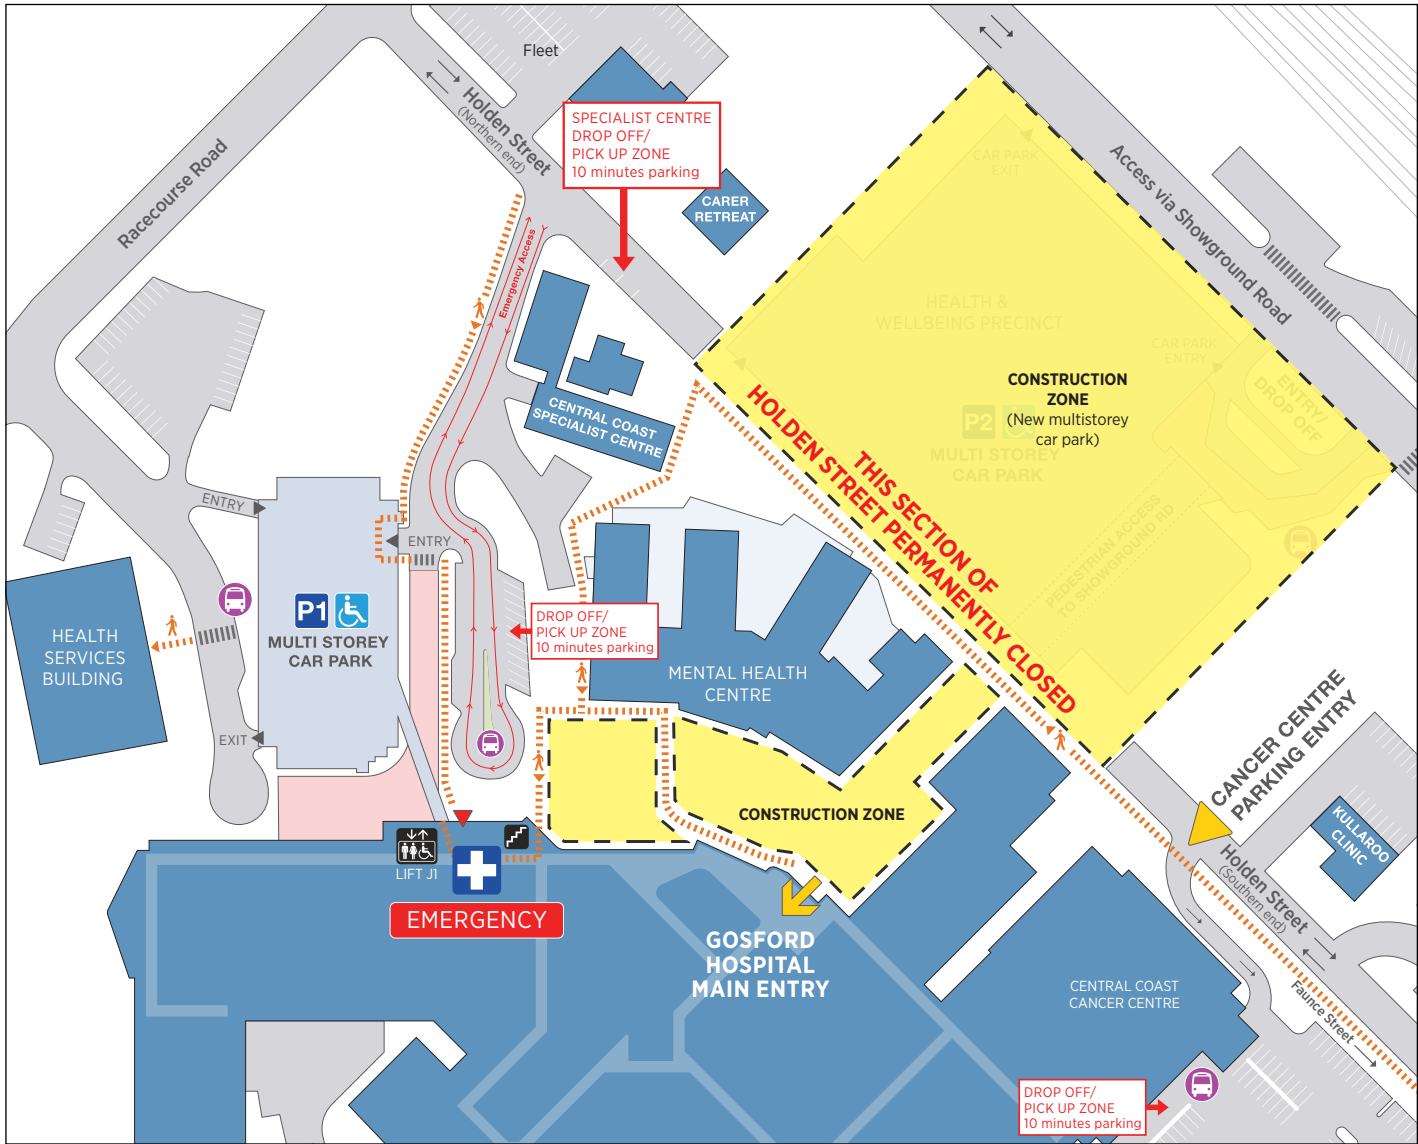 Fleet
Holden Street
(Northern end)
Racecourse Road
SPECIALIST CENTRE
DROP OFF/
PICK UP ZONE
10 minutes parking
CARER
RETREAT
Access via Showground Road
CAR PARK
EXIT
Emergency Access
HEALTH &
WELLBEING PRECINCT
CAR PARK
ENTRY
ENTRY/
DROP OFF
CONSTRUCTION
ZONE
(New multistorey
car park)
P2
MULTI STOREY
CAR PARK
CENTRAL COAST
SPECIALIST CENTRE
THIS SECTION OF
HOLDEN STREET PERMANENTLY CLOSED
PEDESTRIAN ACCESS
TO SHOWGROUND RD
ENTRY
ENTRY
P1
MULTI STOREY
CAR PARK
HEALTH
SERVICES
BUILDING
DROP OFF/
PICK UP ZONE
10 minutes parking
MENTAL HEALTH
CENTRE
EXIT
CANCER CENTRE
PARKING ENTRY
CONSTRUCTION ZONE
KULLAROO
CLINIC
LIFT J1
EMERGENCY
Holden Street
(Southern end)
GOSFORD
HOSPITAL
MAIN ENTRY
CENTRAL COAST
CANCER CENTRE
Faunce Street
DROP OFF/
PICK UP ZONE
10 minutes parking